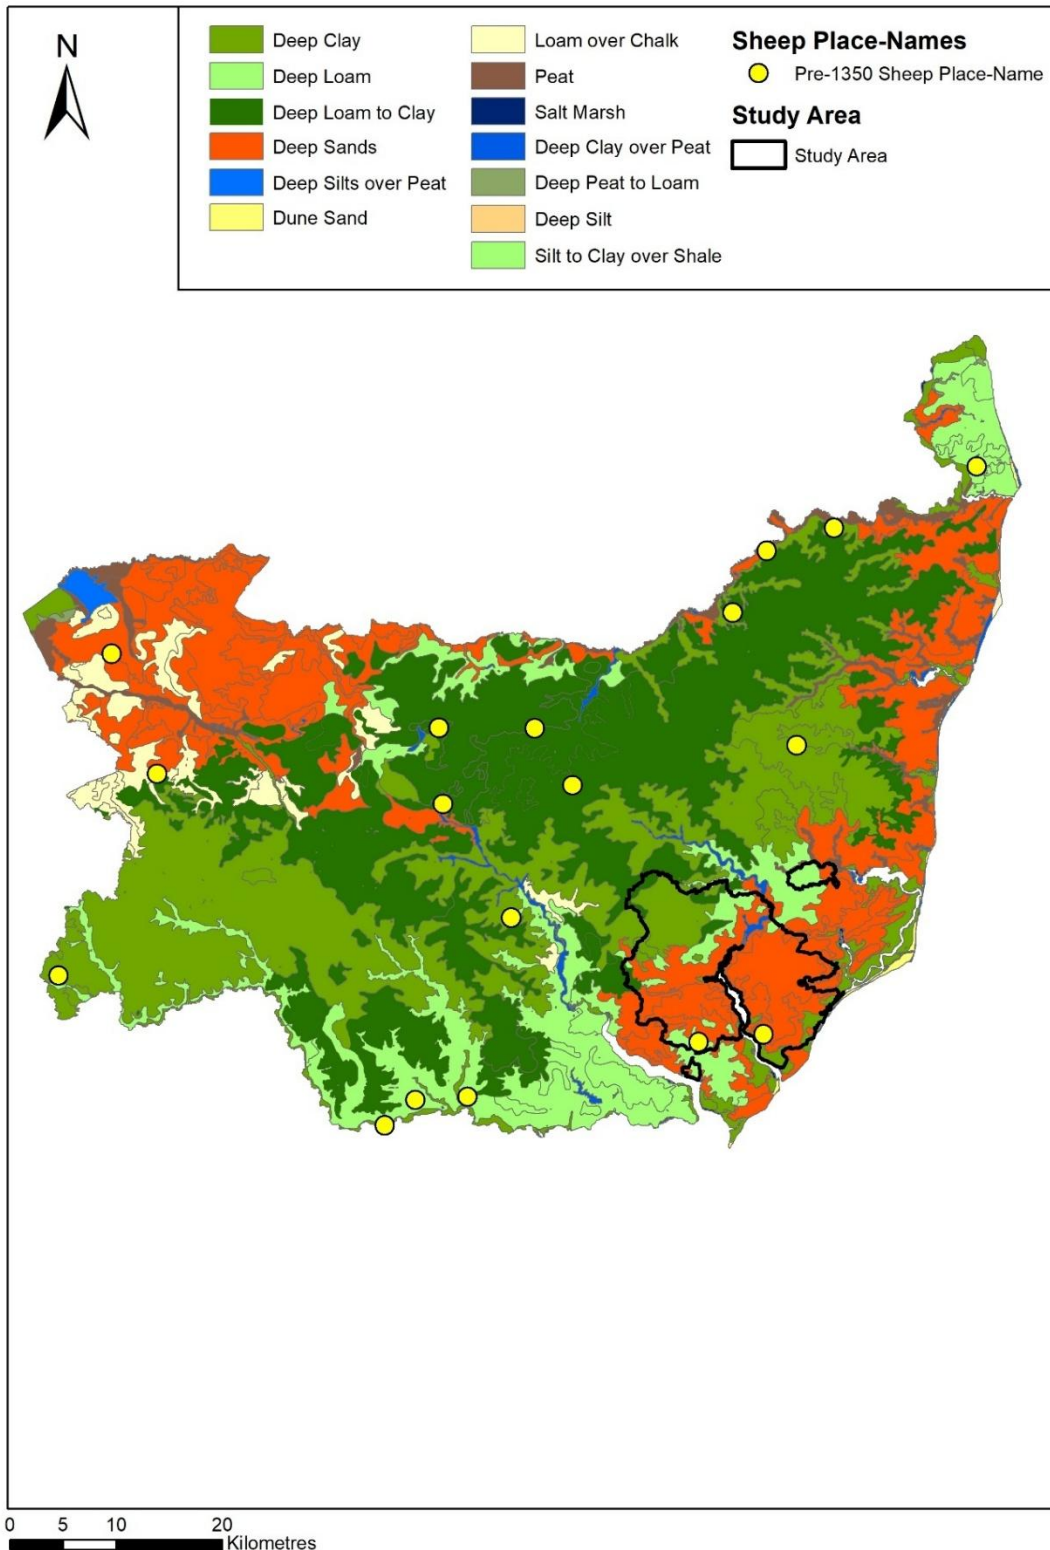 N
Deep Clay
Deep Loam
Deep Loam to Clay
Deep Sands
Deep Silts over Peat
Dune Sand
Loam over Chalk
Peat
Salt Marsh
Deep Clay over Peat
Deep Peat to Loam
Deep Silt
Silt to Clay over Shale
Sheep Place-Names
Pre-1350 Sheep Place-Name
Study Area
Study Area
0 5 10 20
Kilometres